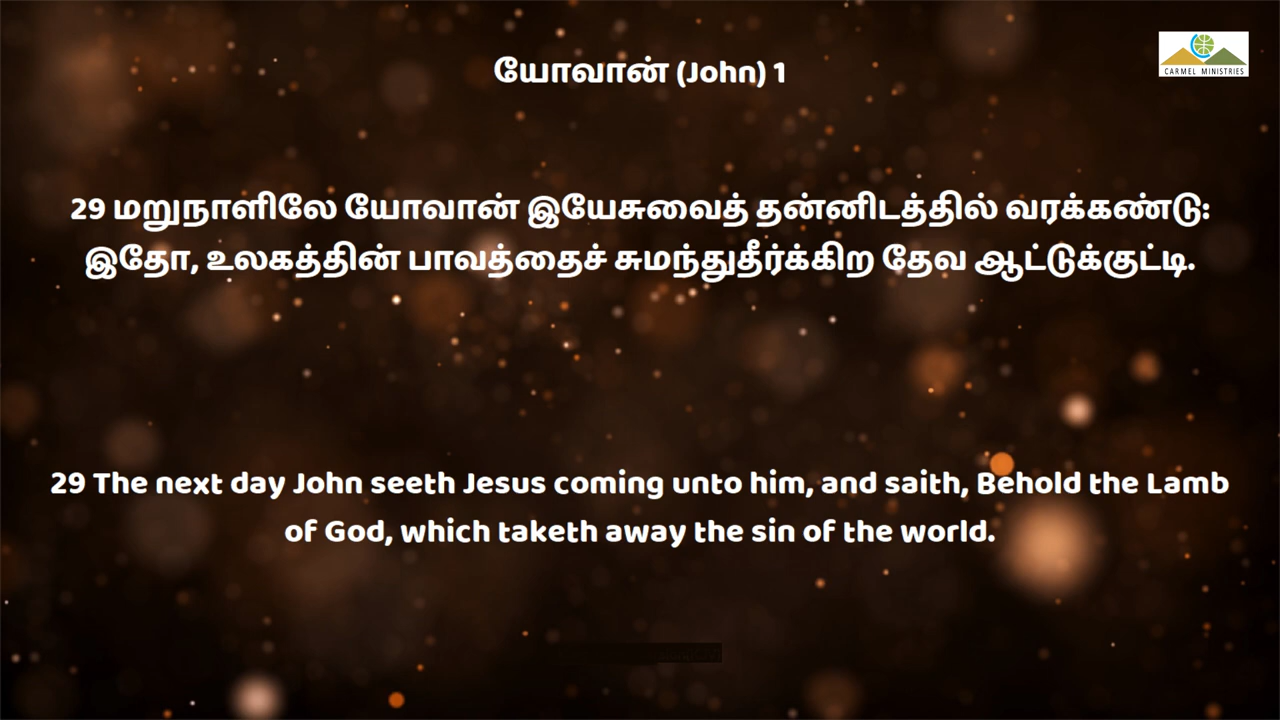 யோவான் (John) 1
CARMEL MINISTRIES
29 மறுநாளிலே யோவான் இயேசுவைத் தன்னிடத்தில் வரக்கண்டு:
இதோ, உலகத்தின் பாவத்தைச் சுமந்துதீர்க்கிற தேவ ஆட்டுக்குட்டி.
29 The next day John seeth Jesus coming unto him, and saith, Behold the Lamb
of God, which taketh away the sin of the world.